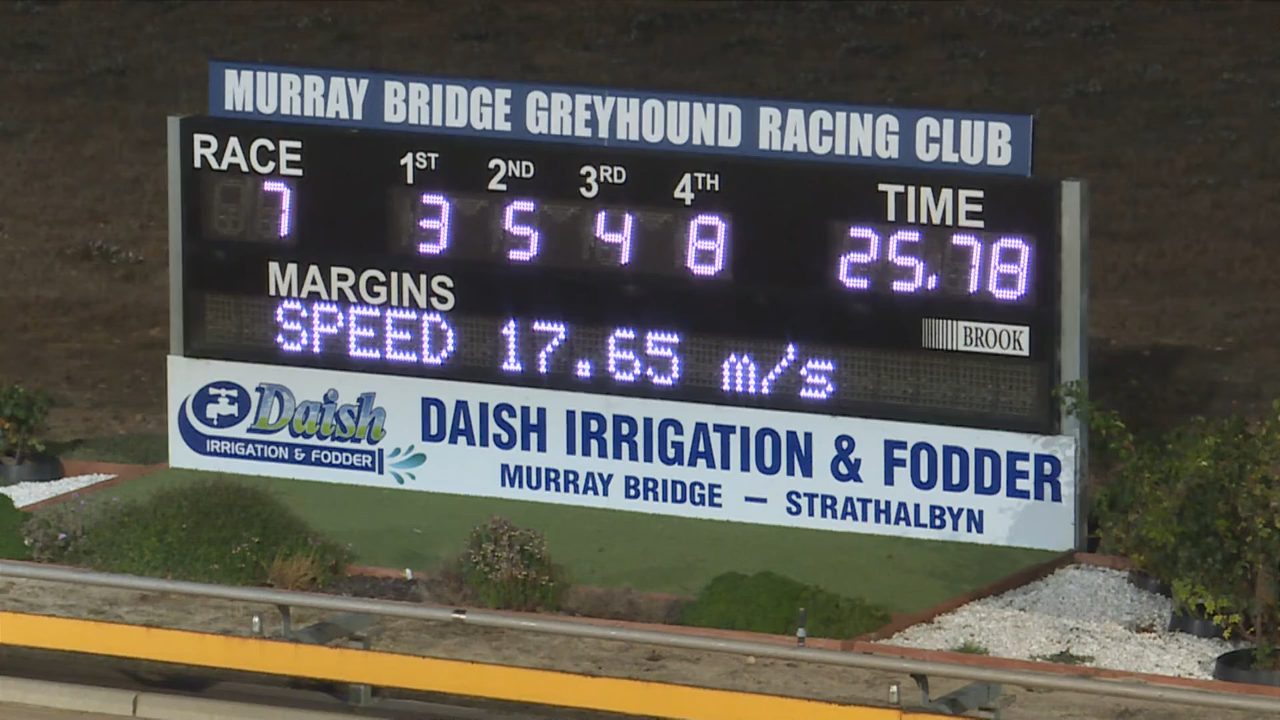 MURRAY BRIDGE GREYHOUND RACING CLUB
RACE 1ST 2ND 3RD 4TH TIME
7 3 5 4 8 25.78
MARGINS
SPEED 17.65 m/s
BROOK
Daish
IRRIGATION & FODDER
DAISH IRRIGATION & FODDER
MURRAY BRIDGE – STRATHALBYN